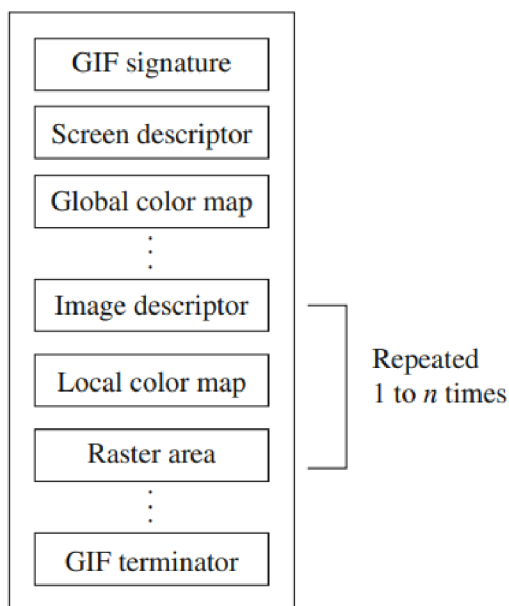 GIF signature
Screen descriptor
Global color map
Image descriptor
Local color map
Raster area
GIF terminator
Repeated
1 to n times